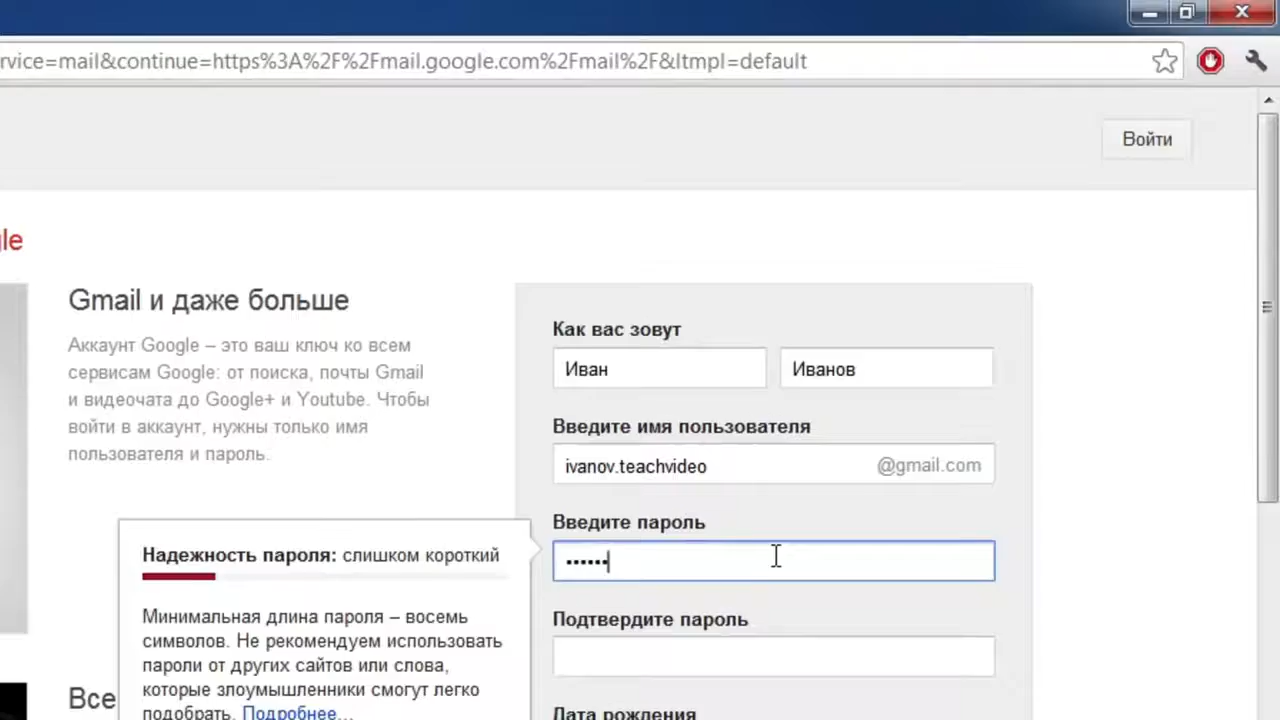 rvice=mail&continue=https%3A%2F%2Fmail.google.com%2Fmail%2F&ltmpl=default
Войти
gle
Gmail и даже больше
Аккаунт Google – это ваш ключ ко всем
сервисам Google: от поиска, почты Gmail
и видеочата до Google+ и Youtube. Чтобы
войти в аккаунт, нужны только имя
пользователя и пароль.
Как вас зовут
Иван Иванов
Введите имя пользователя
ivanov.teachvideo @gmail.com
Введите пароль
••••••
Надежность пароля: слишком короткий
Минимальная длина пароля – восемь
символов. Не рекомендуем использовать
пароли от других сайтов или слова,
которые злоумышленники смогут легко
подобрать. Подробнее...
Подтвердите пароль
Все
Дата рождения